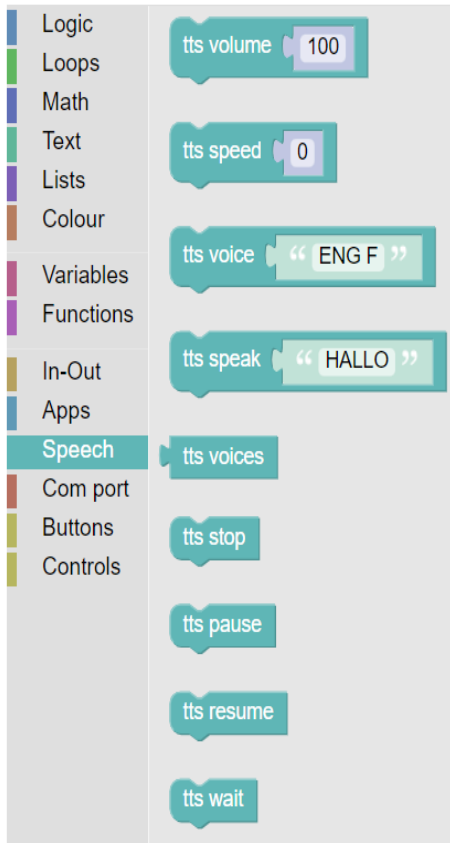 Logic
Loops
Math
Text
Lists
Colour
Variables
Functions
In-Out
Apps
Speech
Com port
Buttons
Controls
tts volume 100
tts speed 0
tts voice “ ENG F ”
tts speak “ HALLO ”
tts voices
tts stop
tts pause
tts resume
tts wait